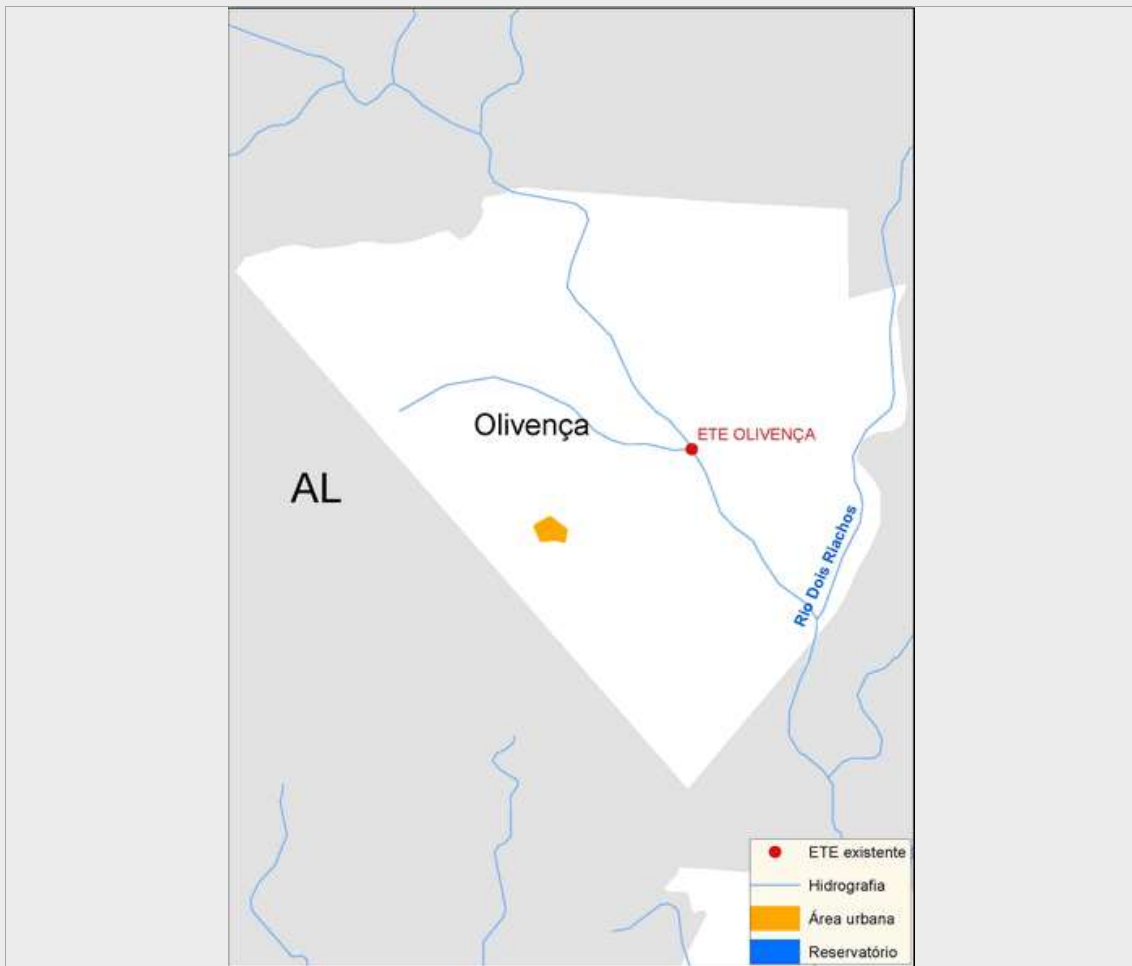 Olivença
ETE OLIVENÇA
AL
Rio Dois Riachos
ETE existente
Hidrografia
Área urbana
Reservatório